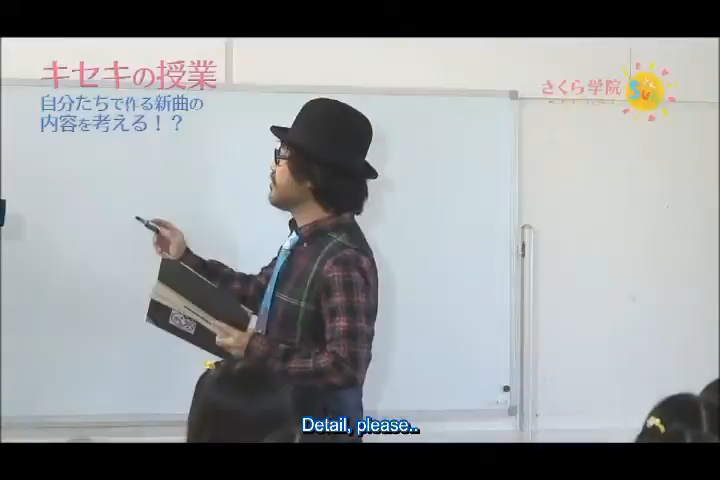 キセキの授業
自分たちで作る新曲の
内容を考える！？
さくら学院
SUN
Detail, please..